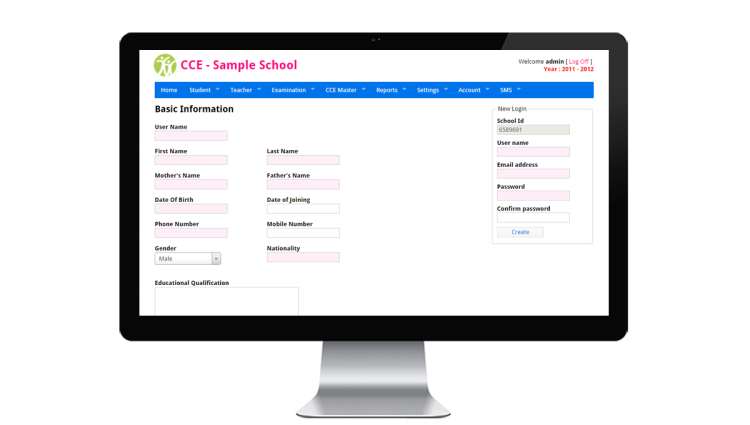 CCE - Sample School
Welcome admin [ Log Off ]
Year : 2011 - 2012
Home Student Teacher Examination CCE Master Reports Settings Account SMS
Basic Information
User Name
First Name Last Name
Mother's Name Father's Name
Date Of Birth Date of Joining
Phone Number Mobile Number
Gender Nationality
Male
Educational Qualification
New Login
School Id
6589691
User name
Email address
Password
Confirm password
Create